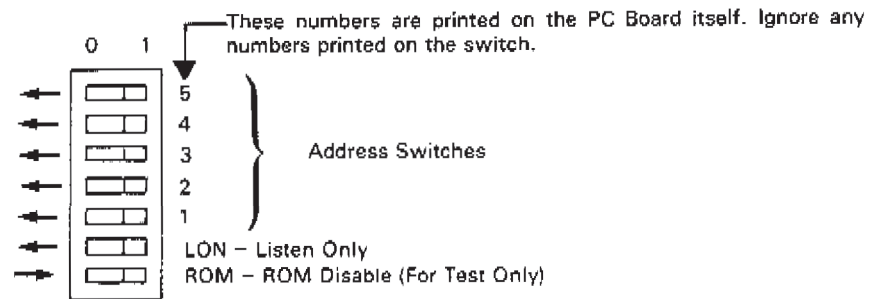 These numbers are printed on the PC Board itself. Ignore any
numbers printed on the switch.
0 1
5
4
3
Address Switches
2
1
LON – Listen Only
ROM – ROM Disable (For Test Only)